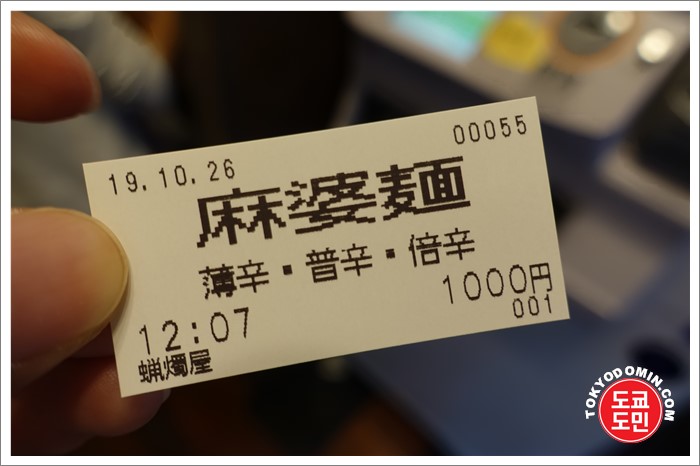 19.10.26
00055
麻婆麺
薄辛・普辛・倍辛
1000円
12:07
001
蝋燭屋
TOKYODOMIN.COM
도쿄
도민